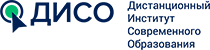 ДИСО
Дистанционный
Институт
Современного
Образования